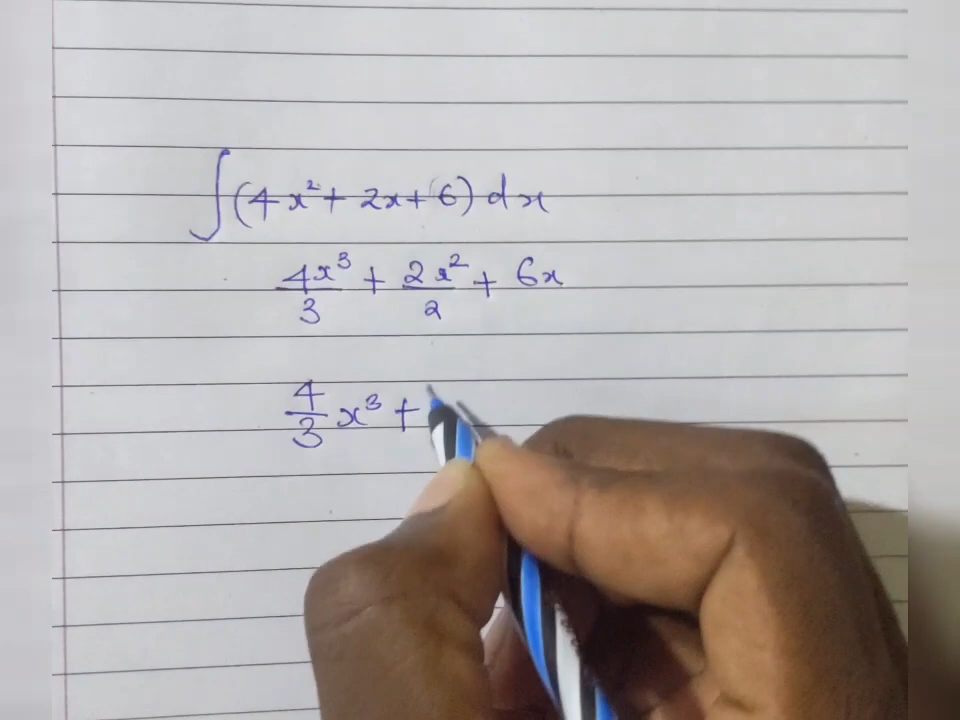 ∫(4x² + 2x + 6) dx
4x³/3 + 2x²/2 + 6x
4/3 x³ +